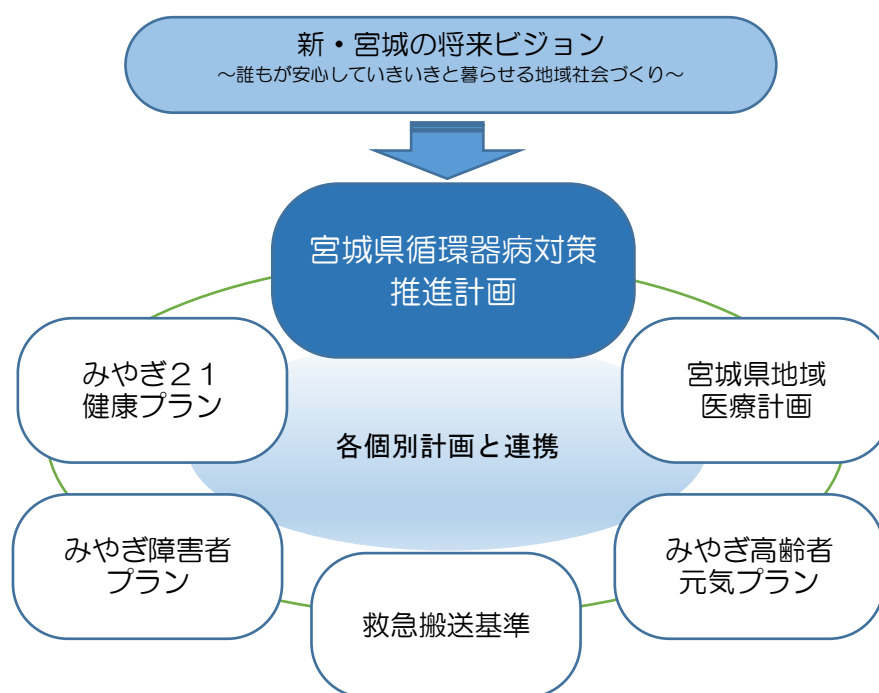 新・宮城の将来ビジョン
～誰もが安心していきいきと暮らせる地域社会づくり～
宮城県循環器病対策
推進計画
みやぎ２１
健康プラン
宮城県地域
医療計画
各個別計画と連携
みやぎ障害者
プラン
みやぎ高齢者
元気プラン
救急搬送基準